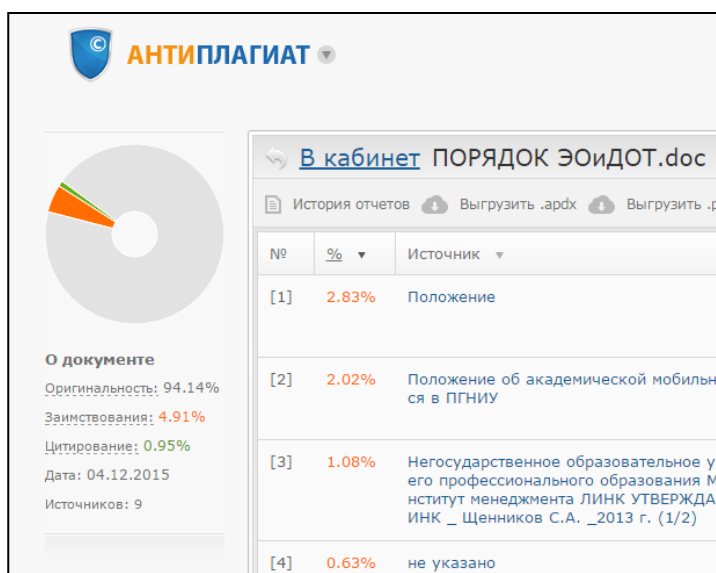 ©
АНТИПЛАГИАТ
В кабинет ПОРЯДОК ЭОиДОТ.doc
История отчетов Выгрузить .apdx Выгрузить .p
№ % Источник
[1] 2.83% Положение
[2] 2.02% Положение об академической мобильн
ся в ПГНИУ
[3] 1.08% Негосударственное образовательное у
его профессионального образования М
нститут менеджмента ЛИНК УТВЕРЖДА
ИНК _ Щенников С.А. _2013 г. (1/2)
[4] 0.63% не указано
О документе
Оригинальность: 94.14%
Заимствования: 4.91%
Цитирование: 0.95%
Дата: 04.12.2015
Источников: 9